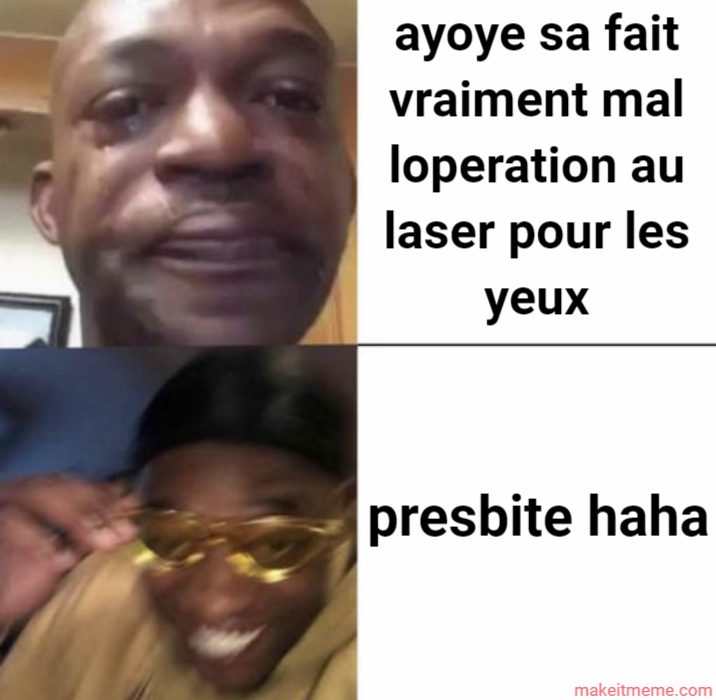 ayoye sa fait
vraiment mal
loperation au
laser pour les
yeux
presbite haha
makeitmeme.com